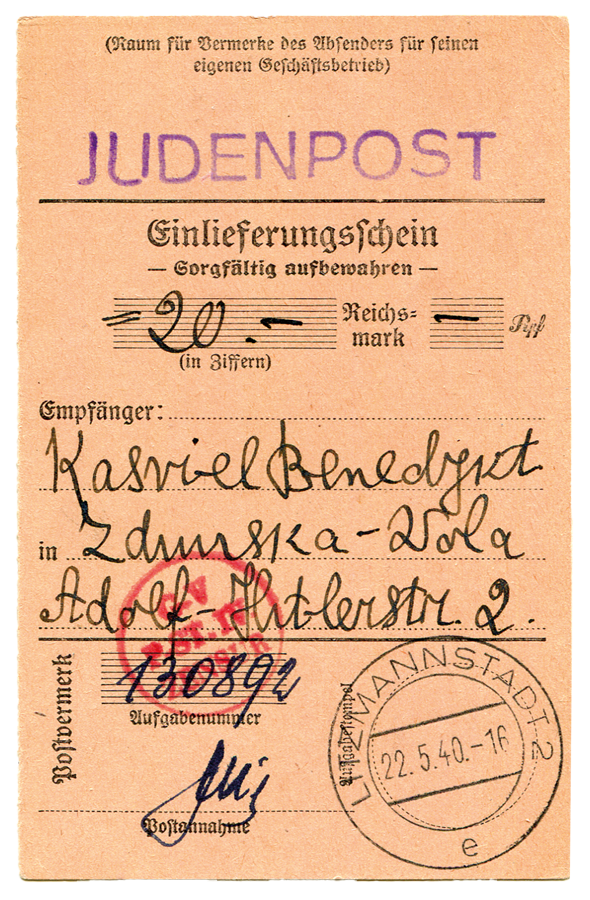 (Raum für Vermerke des Absenders für seinen
eigenen Geschäftsbetrieb)
JUDENPOST
Einlieferungsschein
— Sorgfältig aufbewahren —
=20.- Reichs= — Rpf
mark
(in Ziffern)
Empfänger:
Kasriel Benedykt
in Zdunska-Wola
Adolf-Hitlerstr. 2.
Postvermerk
130892
Aufgabenummer
Postannahme
Aufgabestempel
LITZMANNSTADT 2
22.5.40.-16
e